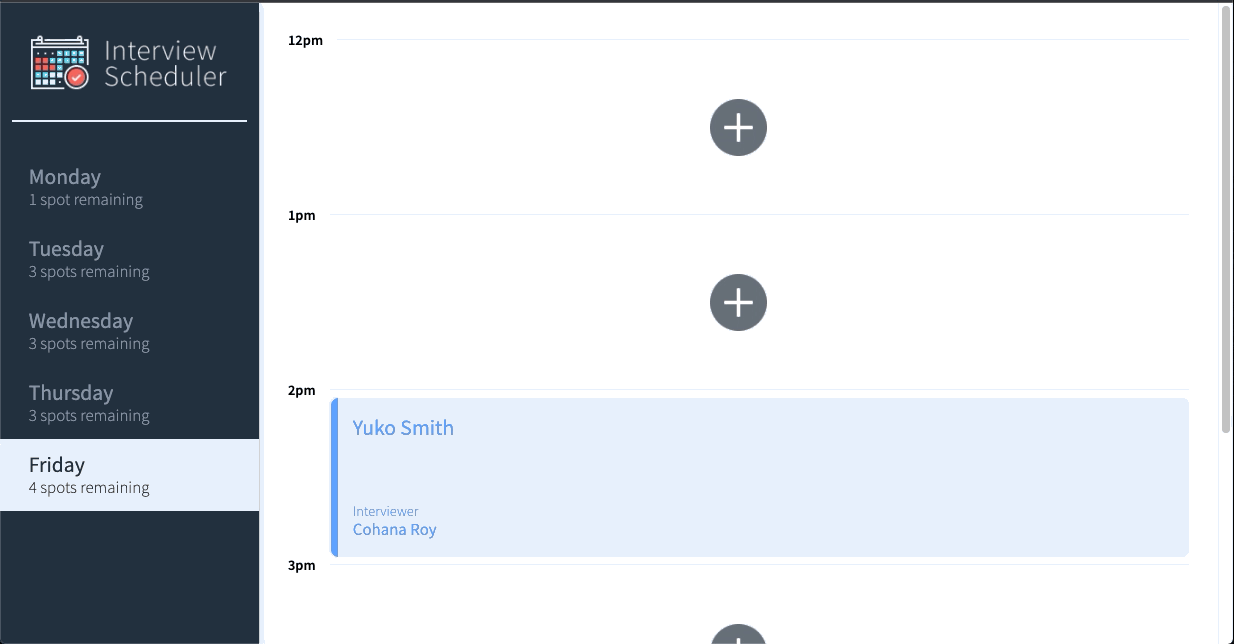 Interview
Scheduler
Monday
1 spot remaining
Tuesday
3 spots remaining
Wednesday
3 spots remaining
Thursday
3 spots remaining
Friday
4 spots remaining
12pm
1pm
2pm
Yuko Smith
Interviewer
Cohana Roy
3pm